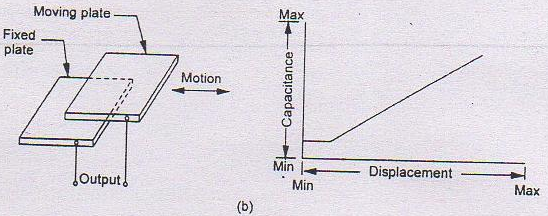 Moving plate
Fixed
plate
Motion
Output
(b)
Max
Capacitance
Min
Min
Displacement
Max